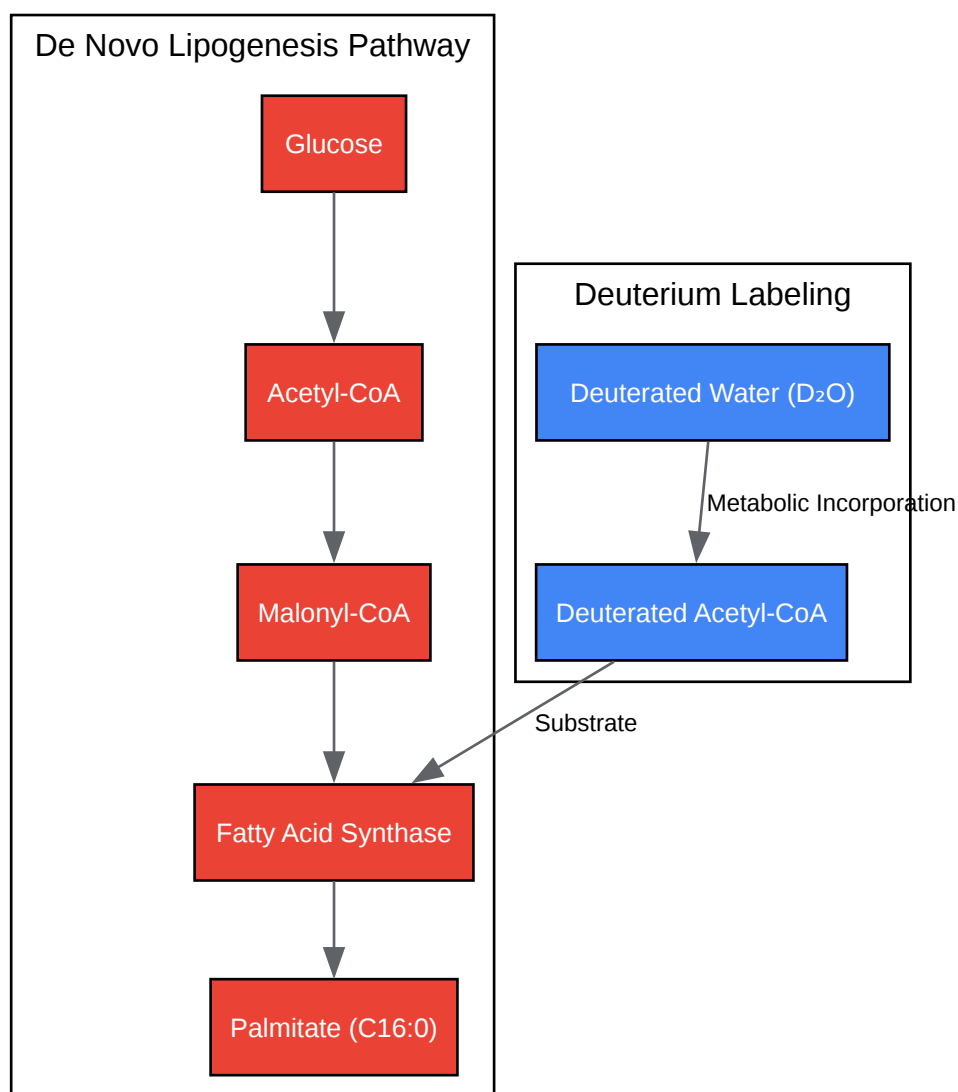 De Novo Lipogenesis Pathway
Glucose
Acetyl-CoA
Malonyl-CoA
Fatty Acid Synthase
Palmitate (C16:0)
Deuterium Labeling
Deuterated Water (D₂O)
Metabolic Incorporation
Deuterated Acetyl-CoA
Substrate